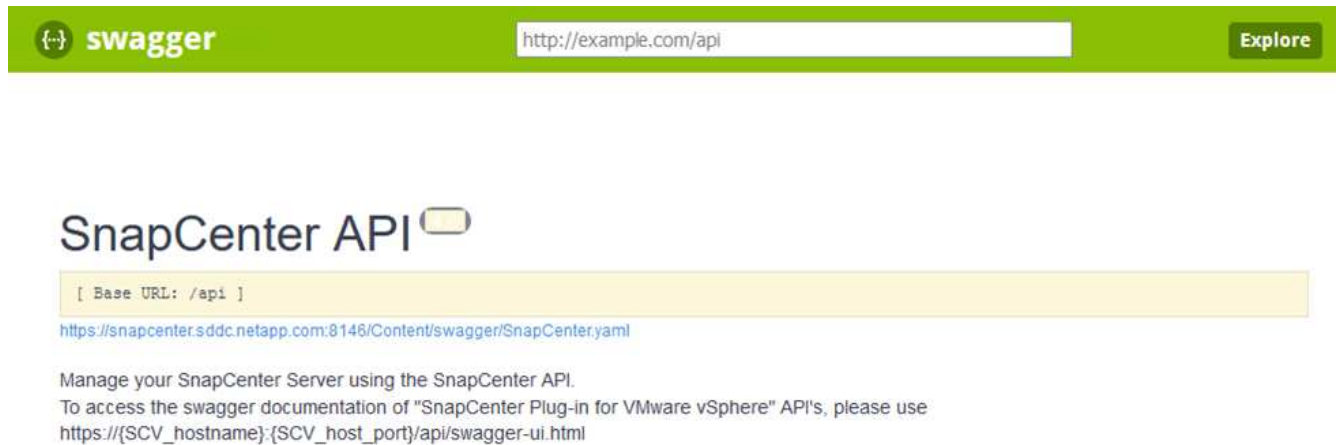 {···} swagger
http://example.com/api
Explore
SnapCenter API
[ Base URL: /api ]
https://snapcenter.sddc.netapp.com:8146/Content/swagger/SnapCenter.yaml
Manage your SnapCenter Server using the SnapCenter API.
To access the swagger documentation of "SnapCenter Plug-in for VMware vSphere" API's, please use
https://{SCV_hostname}:{SCV_host_port}/api/swagger-ui.html